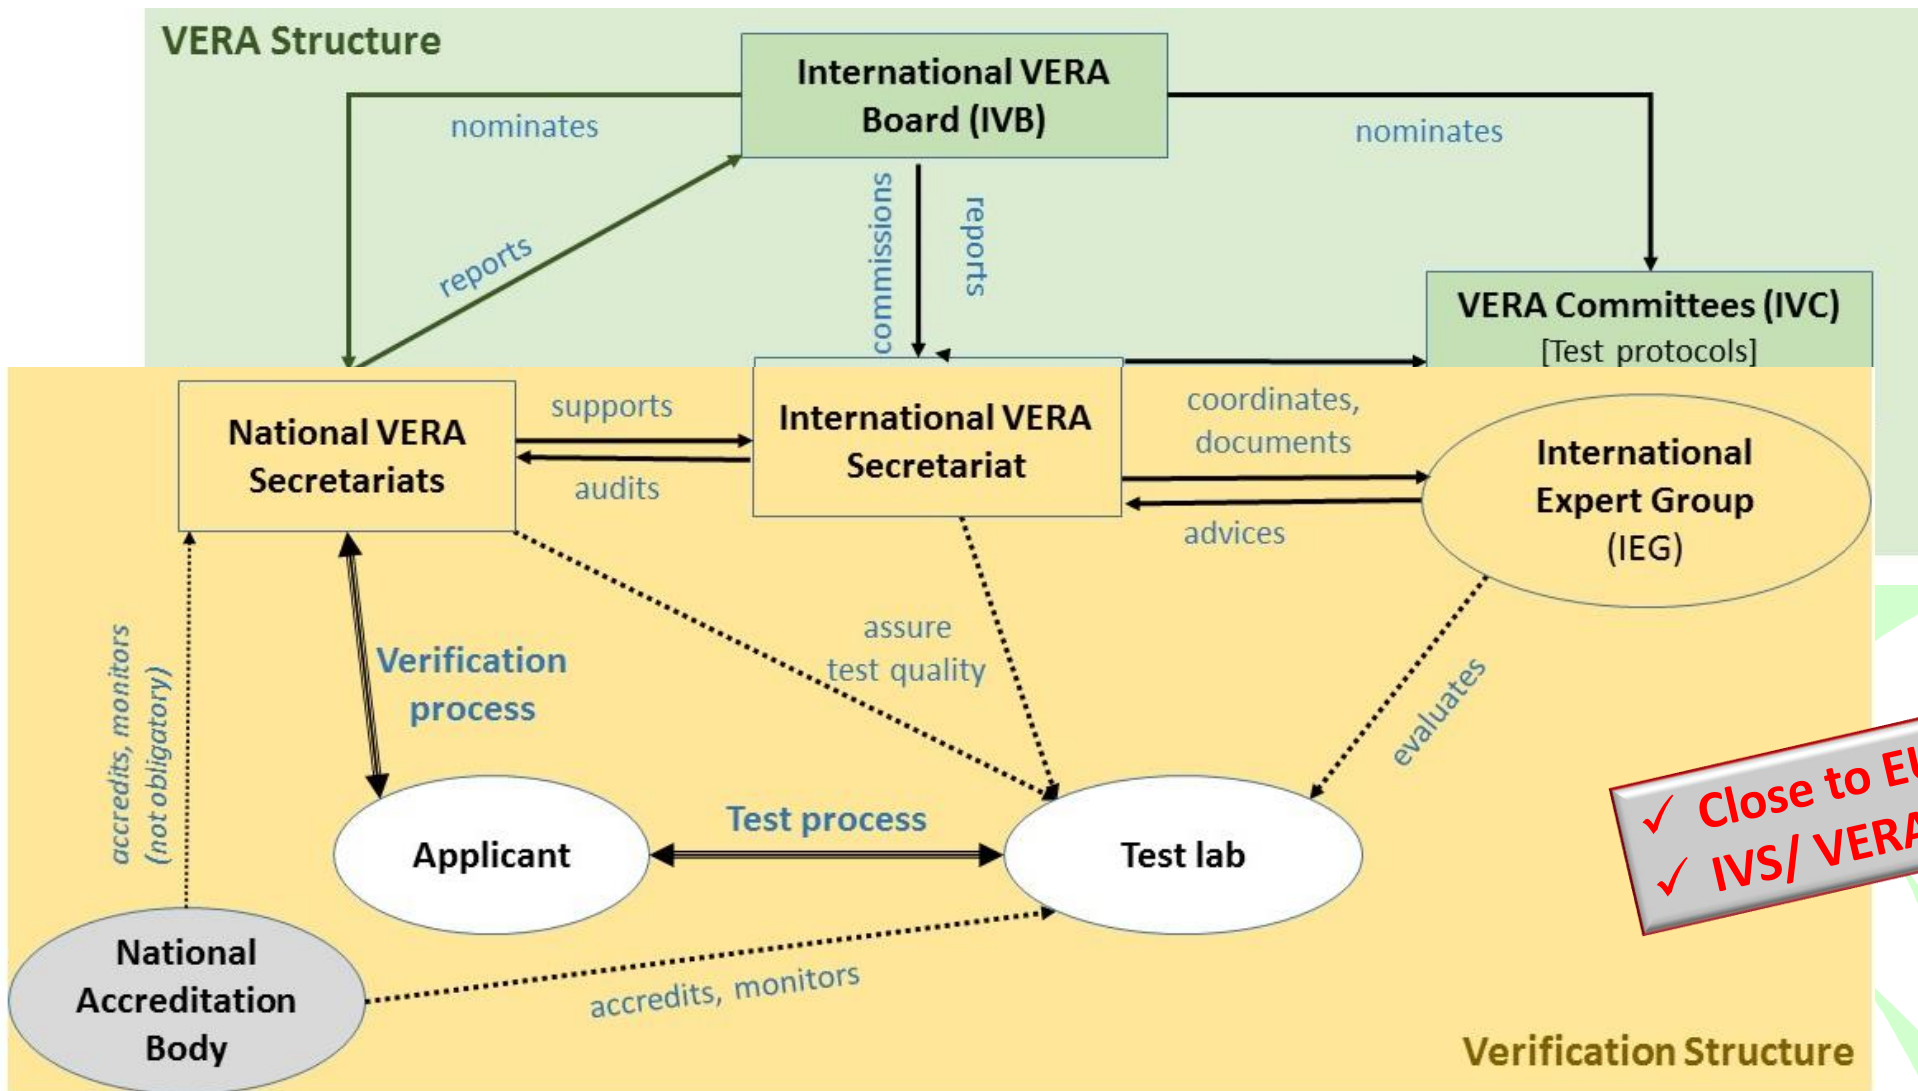 VERA Structure
International VERA
Board (IVB)
nominates
nominates
reports
commissions
reports
VERA Committees (IVC)
[Test protocols]
National VERA
Secretariats
supports
audits
International VERA
Secretariat
coordinates,
documents
advices
International
Expert Group
(IEG)
accredits, monitors
(not obligatory)
Verification
process
assure
test quality
evaluates
Applicant
Test process
Test lab
✓ Close to
✓ IVS/ VERA
National
Accreditation
Body
accredits, monitors
Verification Structure